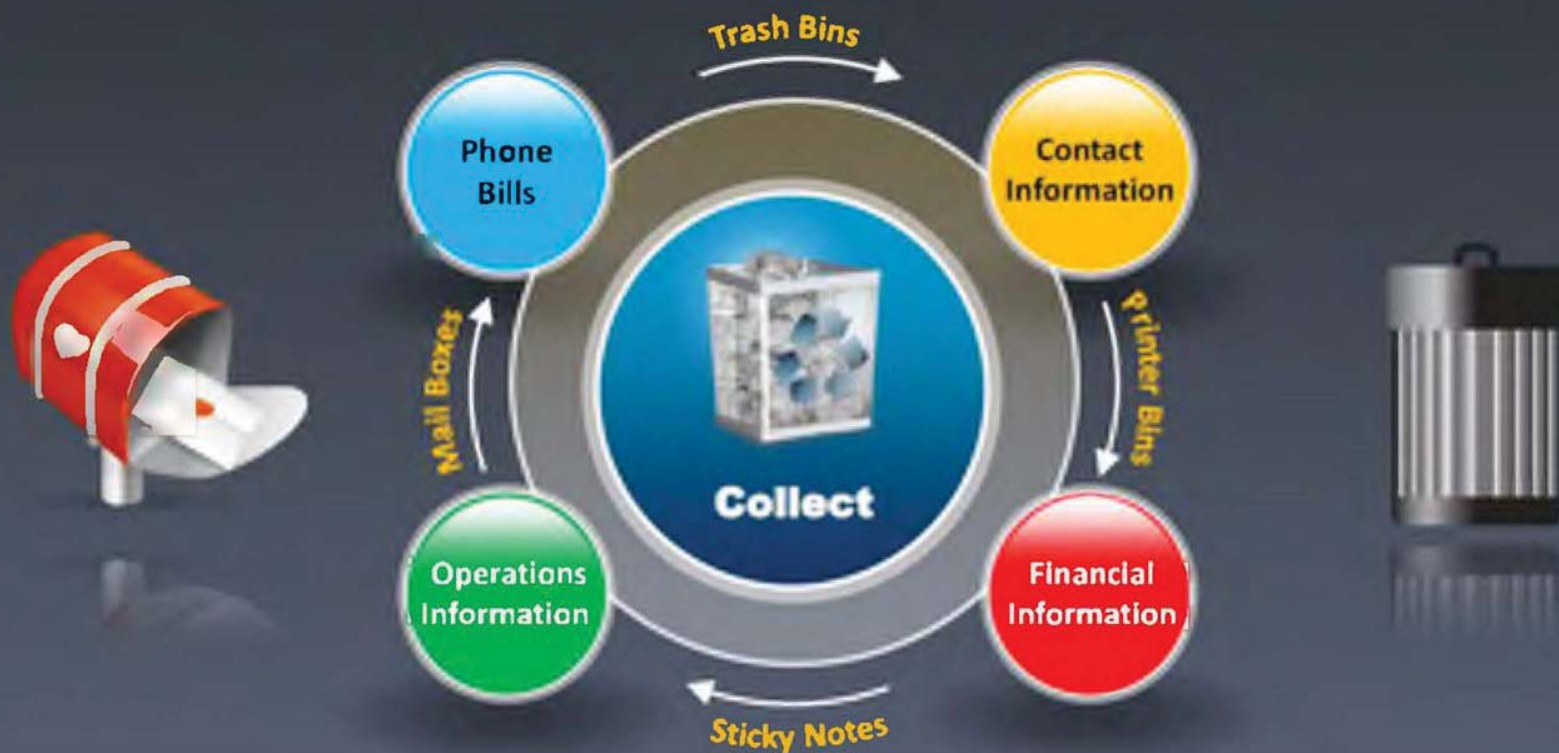 Trash Bins
Phone
Bills
Contact
Information
Mail Boxes
Printer Bins
Collect
Operations
Information
Financial
Information
Sticky Notes